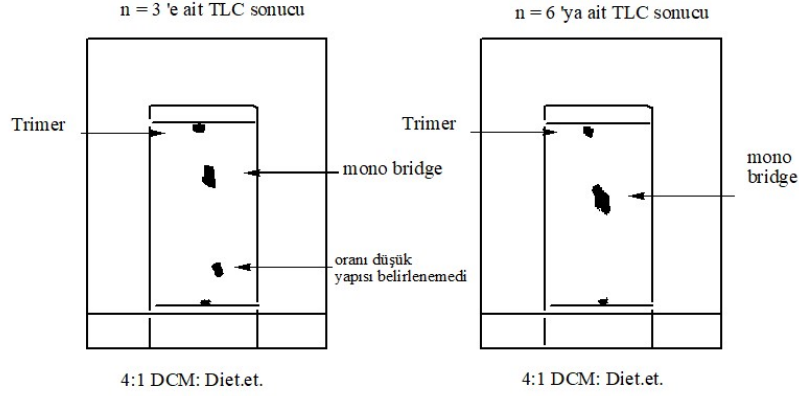 n = 3 'e ait TLC sonucu
Trimer
mono bridge
oranı düşük
yapısı belirlenemedi
4:1 DCM: Diet.et.
n = 6 'ya ait TLC sonucu
Trimer
mono
bridge
4:1 DCM: Diet.et.